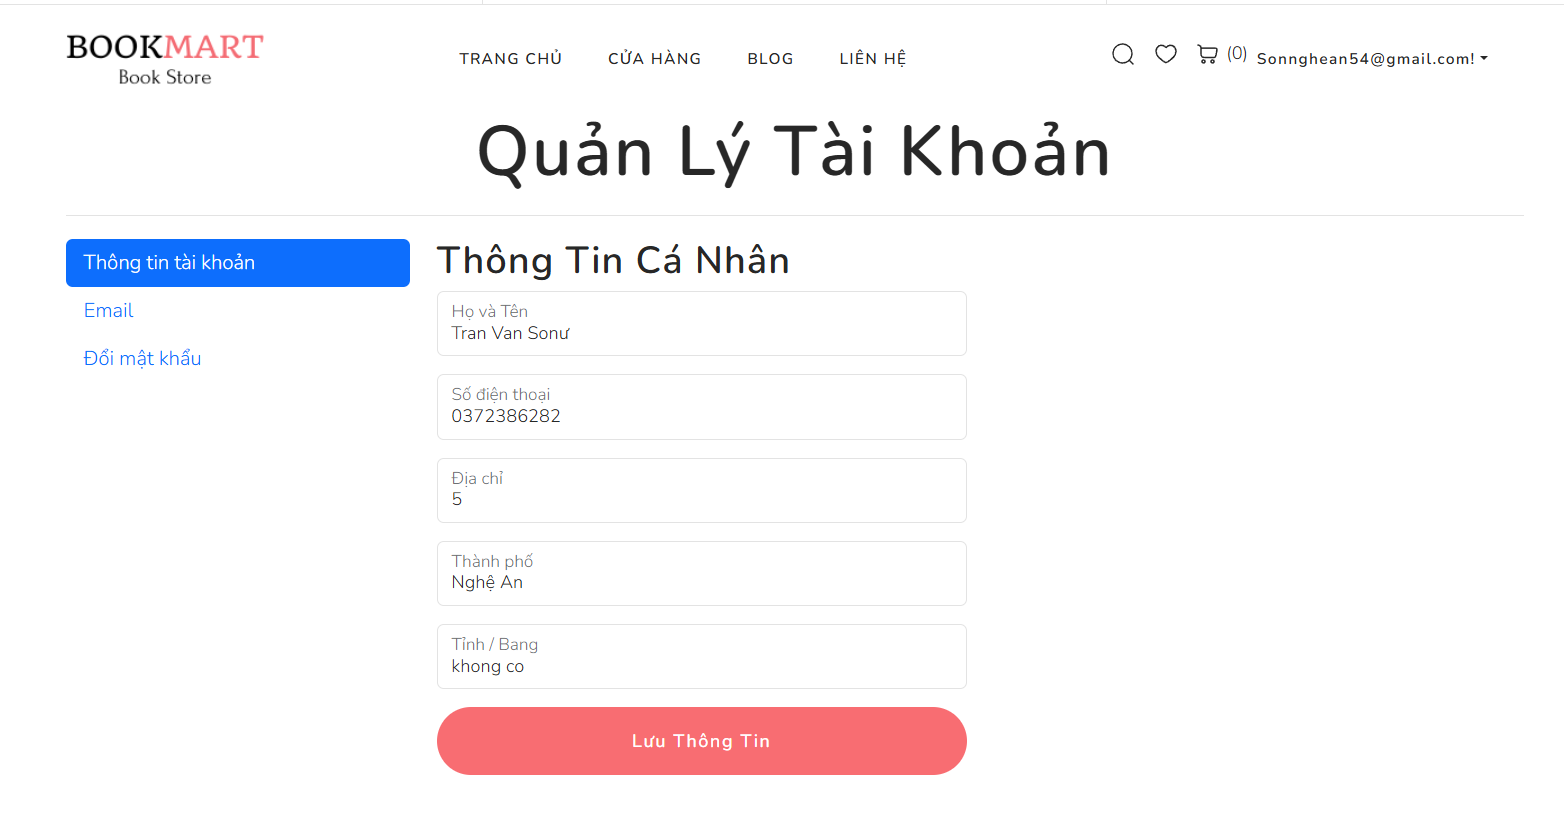 BOOKMART
Book Store
TRANG CHỦ
CỬA HÀNG
BLOG
LIÊN HỆ
(0)
Sonnghean54@gmail.com!
Quản Lý Tài Khoản
Thông tin tài khoản
Email
Đổi mật khẩu
Thông Tin Cá Nhân
Họ và Tên
Tran Van Sonư
Số điện thoại
0372386282
Địa chỉ
5
Thành phố
Nghệ An
Tỉnh / Bang
khong co
Lưu Thông Tin